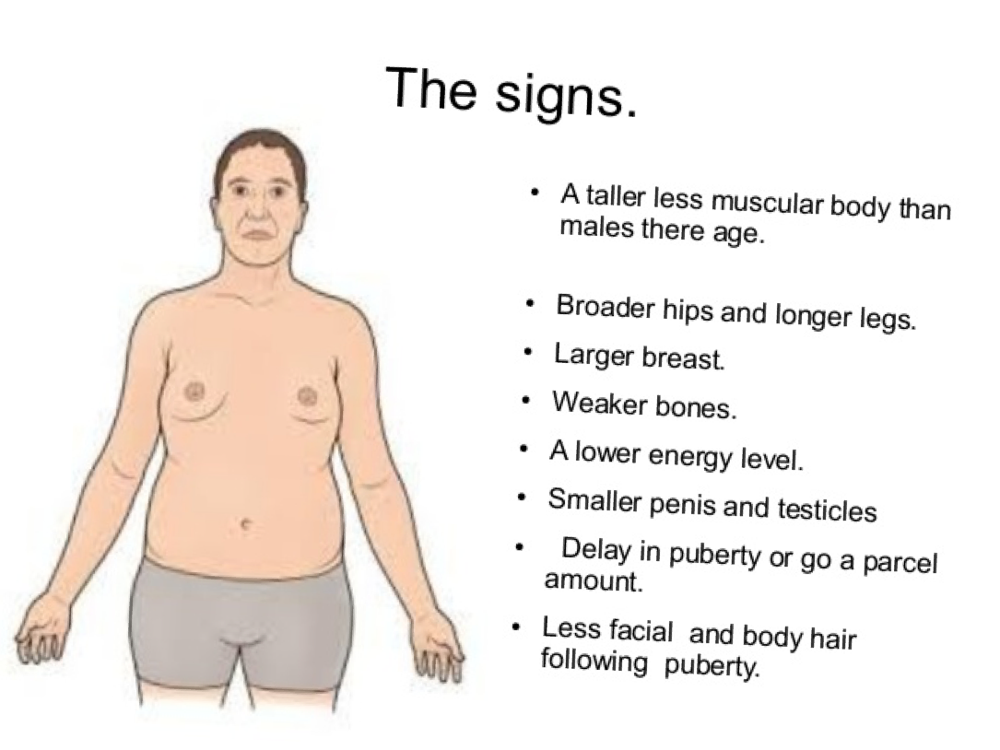 The signs.
• A taller less muscular body than
males there age.
• Broader hips and longer legs.
• Larger breast.
• Weaker bones.
• A lower energy level.
• Smaller penis and testicles
• Delay in puberty or go a parcel
amount.
• Less facial and body hair
following puberty.